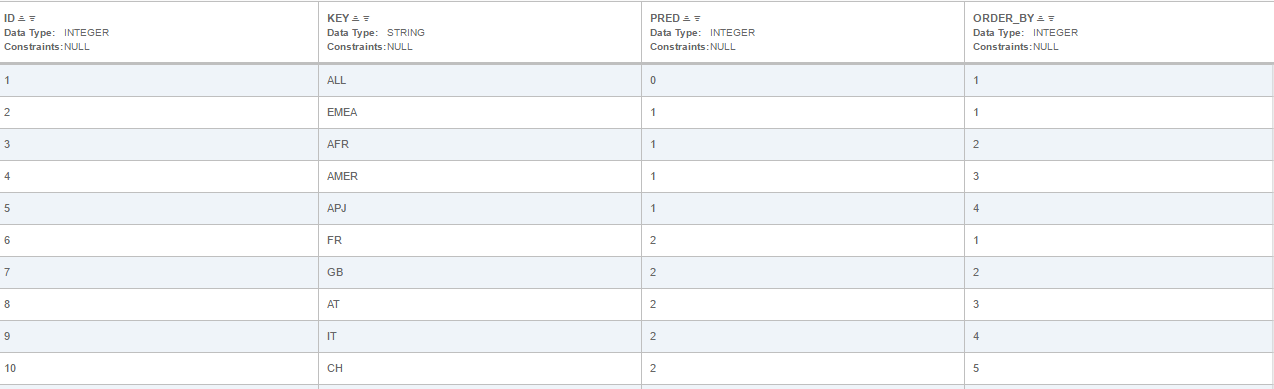 ID KEY PRED ORDER_BY
Data Type: INTEGER Data Type: STRING Data Type: INTEGER Data Type: INTEGER
Constraints:NULL Constraints:NULL Constraints:NULL Constraints:NULL
1 ALL 0 1
2 EMEA 1 1
3 AFR 1 2
4 AMER 1 3
5 APJ 1 4
6 FR 2 1
7 GB 2 2
8 AT 2 3
9 IT 2 4
10 CH 2 5